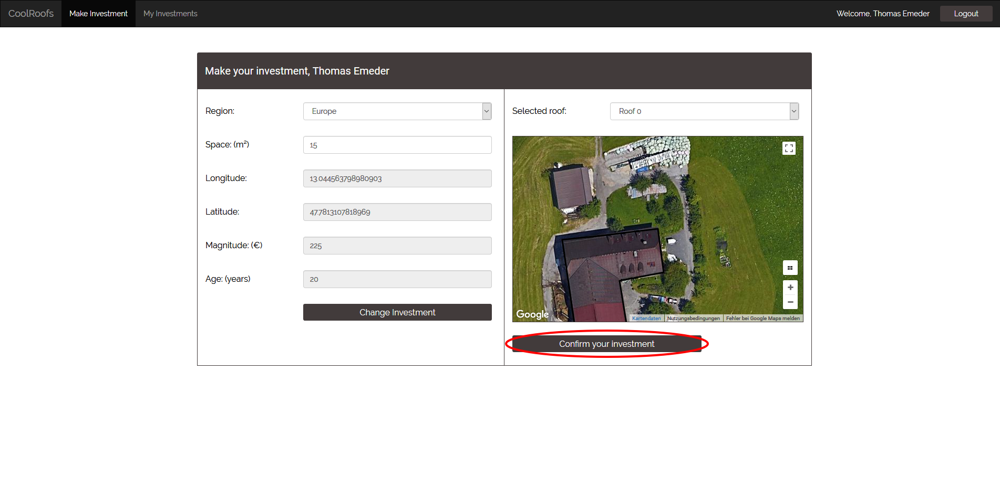 CoolRoofs
Make Investment
My Investments
Welcome, Thomas Emeder
Logout
Make your investment, Thomas Emeder
Region:
Europe
Space: (m²)
15
Longitude:
13.044563798980903
Latitude:
47.7813107818969
Magnitude: (€)
225
Age: (years)
20
Change Investment
Selected roof:
Roof 0
Google
Kartendaten
Nutzungsbedingungen
Fehler bei Google Maps melden
Confirm your investment